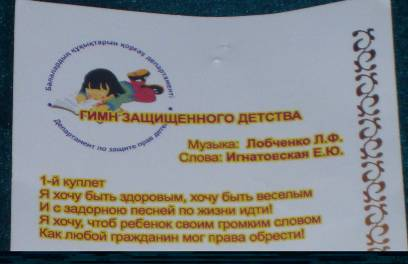 Балалардың құқықтарын қорғау департаменті
ГИМН ЗАЩИЩЕННОГО ДЕТСТВА
Департамент по защите прав детей
Музыка: Лобченко Л.Ф.
Слова: Игнатовская Е.Ю.
1-й куплет
Я хочу быть здоровым, хочу быть веселым
И с задорною песней по жизни идти!
Я хочу, чтоб ребенок своим громким словом
Как любой гражданин мог права обрести!